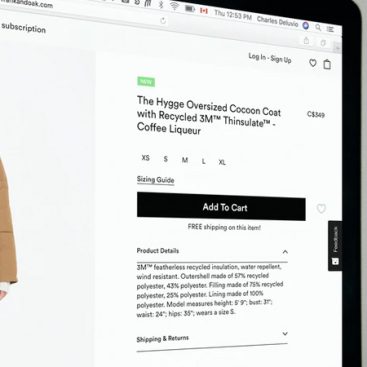 Thu 12:53 PM Charles Deluvio
frankandoak.com
subscription
Log In · Sign Up
NEW
The Hygge Oversized Cocoon Coat
with Recycled 3M™ Thinsulate™ -
Coffee Liqueur
C$349
XS S M L XL
Sizing Guide
Add To Cart
FREE shipping on this item!
Feedback
Product Details
3M™ featherless recycled insulation, water repellent,
wind resistant. Outershell made of 57% recycled
polyester, 43% polyester. Filling made of 75% recycled
polyester, 25% polyester. Lining made of 100%
polyester. Model measures height: 5' 9"; bust: 31";
waist: 24"; hips: 35"; wears a size S.
Shipping & Returns